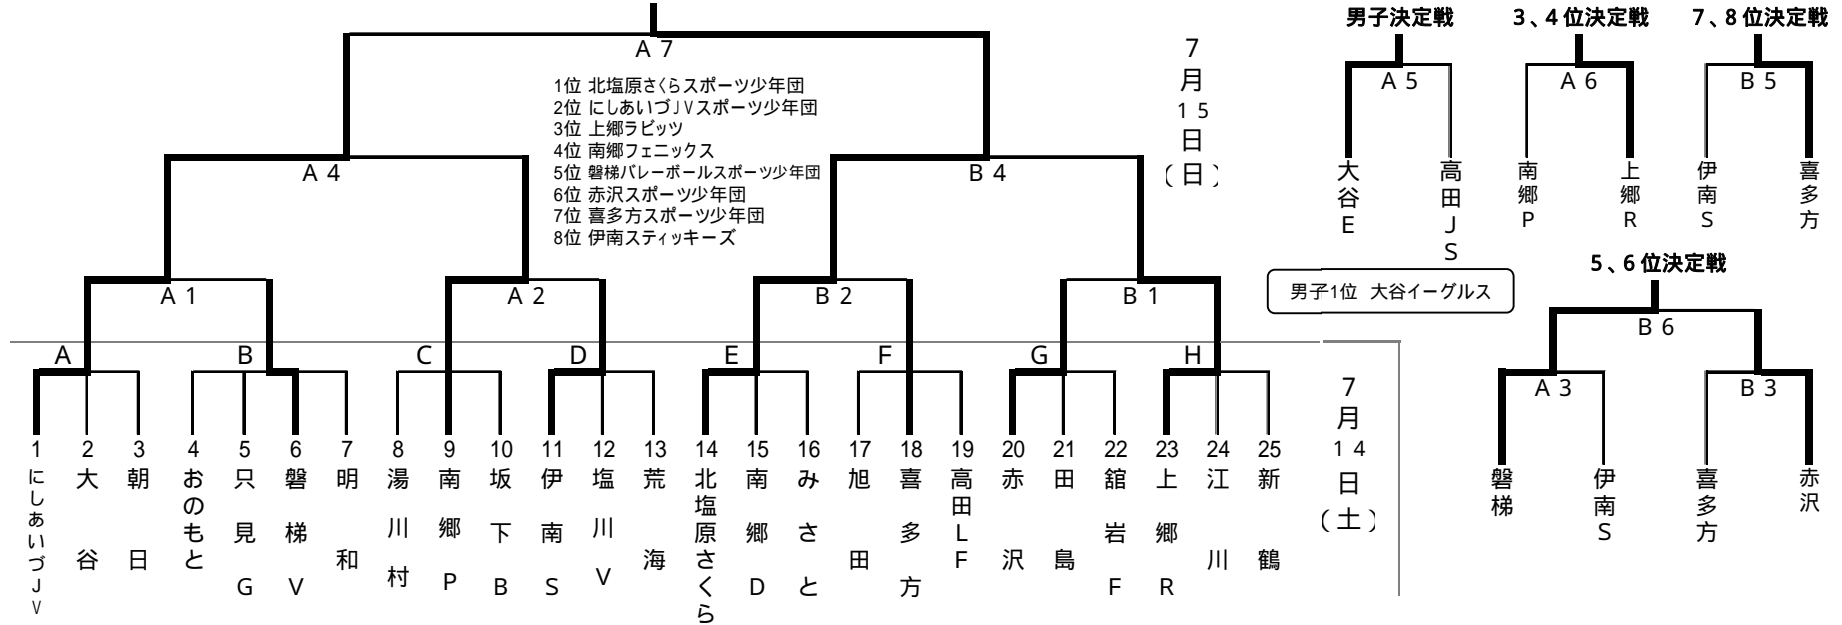 A7
1位 北塩原さくらスポーツ少年団
2位 にしあいづJVスポーツ少年団
3位 上郷ラビッツ
4位 南郷フェニックス
5位 磐梯バレーボールスポーツ少年団
6位 赤沢スポーツ少年団
7位 喜多方スポーツ少年団
8位 伊南スティッキーズ
A4
B4
A1
A2
B2
B1
A
B
C
D
E
F
G
H
1 にしあいづJV
2 大谷
3 朝日
4 おのもと
5 只見G
6 磐梯V
7 明和
8 湯川村
9 南郷P
10 坂下B
11 伊南S
12 塩川V
13 荒海
14 北塩原さくら
15 南郷D
16 みさと
17 旭田
18 喜多方
19 高田LF
20 赤沢
21 田島
22 舘岩F
23 上郷R
24 江川
25 新鶴
7月15日(日)
7月14日(土)
男子決定戦
A5
大谷E
高田JS
3、4位決定戦
A6
南郷P
上郷R
7、8位決定戦
B5
伊南S
喜多方
男子1位 大谷イーグルス
5、6位決定戦
B6
A3
B3
磐梯
伊南S
喜多方
赤沢